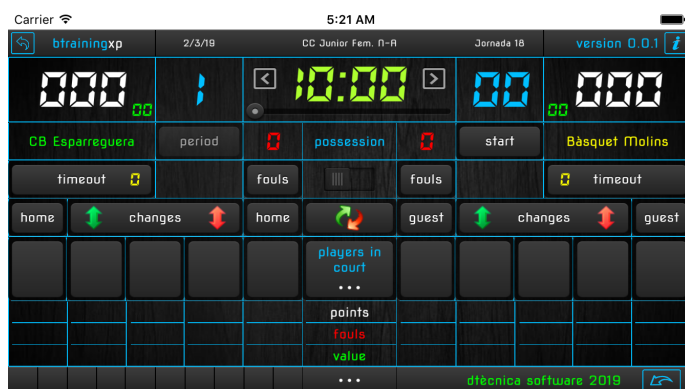 Carrier 5:21 AM
btrainingxp 2/3/19 CC Junior Fem. N-A Jornada 18 version 0.0.1 i
000 00 1 < 10:00 > 00 00 000
CB Esparreguera period 0 possession 0 start Bàsquet Molins
timeout 0 fouls fouls 0 timeout
home changes home guest changes guest
players in
court
...
points
fouls
value
... dtècnica software 2019